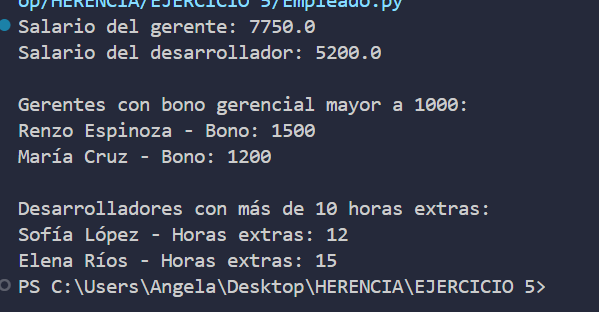 op/HERENCIA/EJERCICIO 5/Empleado.py
Salario del gerente: 7750.0
Salario del desarrollador: 5200.0
Gerentes con bono gerencial mayor a 1000:
Renzo Espinoza - Bono: 1500
María Cruz - Bono: 1200
Desarrolladores con más de 10 horas extras:
Sofía López - Horas extras: 12
Elena Ríos - Horas extras: 15
PS C:\Users\Angela\Desktop\HERENCIA\EJERCICIO 5>